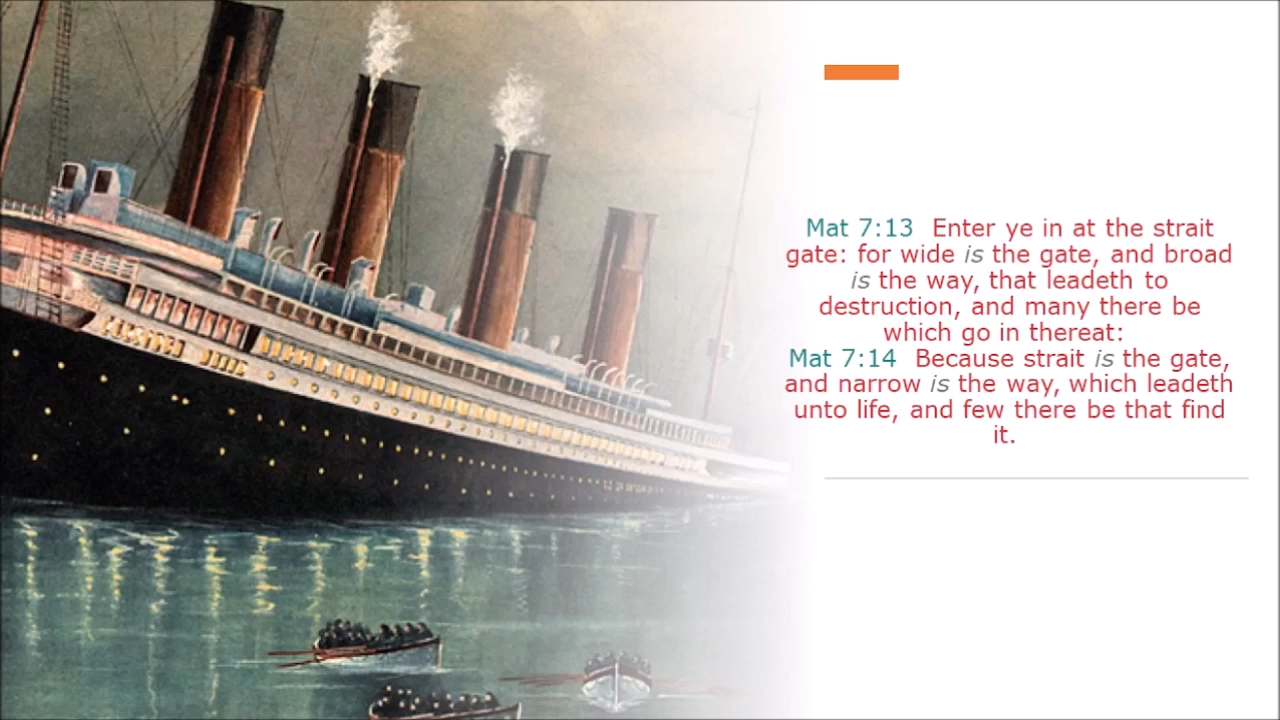 Mat 7:13  Enter ye in at the strait
gate: for wide is the gate, and broad
is the way, that leadeth to
destruction, and many there be
which go in thereat:
Mat 7:14  Because strait is the gate,
and narrow is the way, which leadeth
unto life, and few there be that find
it.